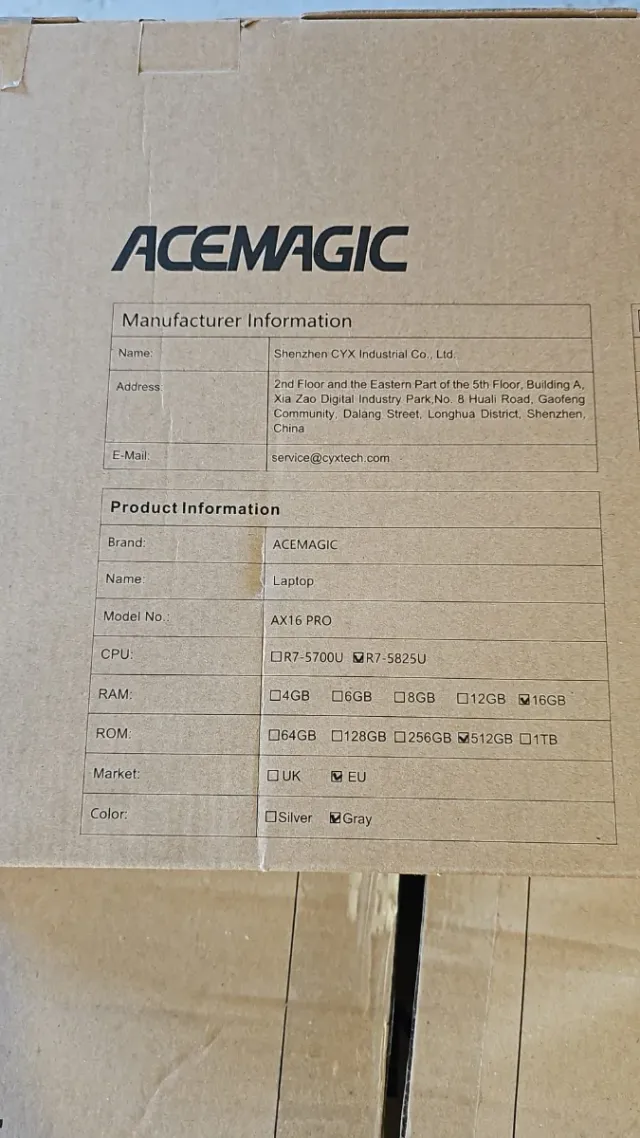 ACEMAGIC
Manufacturer Information
Name: Shenzhen CYX Industrial Co., Ltd.
Address: 2nd Floor and the Eastern Part of the 5th Floor, Building A,
Xia Zao Digital Industry Park,No. 8 Huali Road, Gaofeng
Community, Dalang Street, Longhua District, Shenzhen,
China
E-Mail: service@cyxtech.com
Product Information
Brand: ACEMAGIC
Name: Laptop
Model No.: AX16 PRO
CPU: ☐R7-5700U ☑R7-5825U
RAM: ☐4GB ☐6GB ☐8GB ☐12GB ☑16GB
ROM: ☐64GB ☐128GB ☐256GB ☑512GB ☐1TB
Market: ☐UK ☑EU
Color: ☐Silver ☑Gray